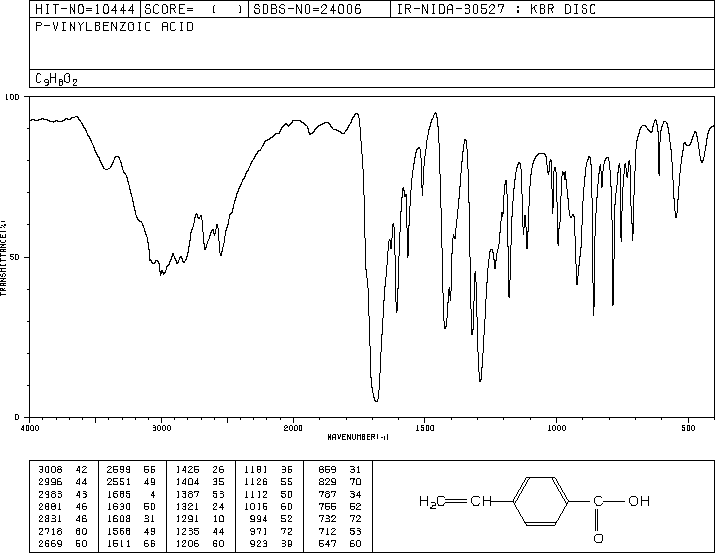 HIT-NO=10444 SCORE= ( ) SDBS-NO=24006 IR-NIDA-30527 : KBR DISC
P-VINYLBENZOIC ACID
C9H8O2
100
50
0
TRANSMITTANCE(%)
4000 3000 2000 1500 1000 500
WAVENUMBER(-1)
3008 42 2599 56 1425 26 1181 36 859 31
2996 44 2551 49 1404 35 1126 55 829 70
2983 43 1685 4 1387 53 1112 50 787 34
2881 46 1630 50 1321 24 1016 60 755 52
2831 46 1608 31 1291 10 994 52 732 72
2718 60 1568 49 1235 44 971 72 712 53
2669 50 1511 66 1206 60 923 39 547 60
H2C CH C OH
O